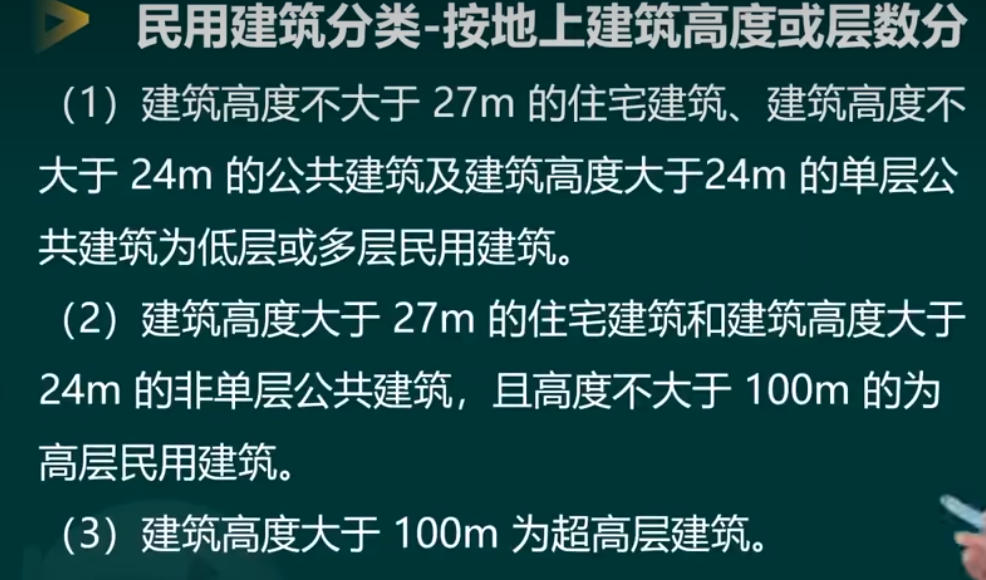 民用建筑分类-按地上建筑高度或层数分
（1）建筑高度不大于 27m 的住宅建筑、建筑高度不
大于 24m 的公共建筑及建筑高度大于24m 的单层公
共建筑为低层或多层民用建筑。
（2）建筑高度大于 27m 的住宅建筑和建筑高度大于
24m 的非单层公共建筑，且高度不大于 100m 的为
高层民用建筑。
（3）建筑高度大于 100m 为超高层建筑。